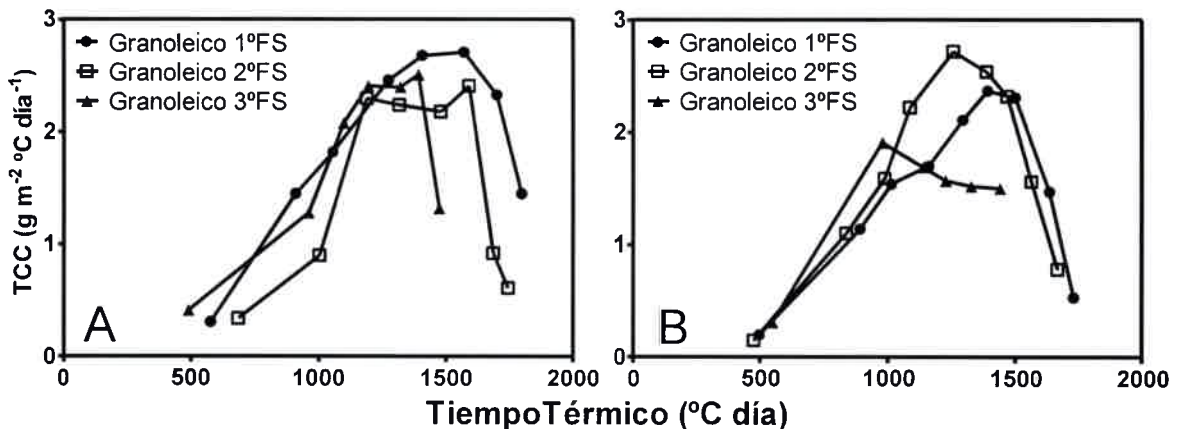 TCC (g m⁻² ºC día⁻¹)
3
2
1
0
Granoleico 1ºFS
Granoleico 2ºFS
Granoleico 3ºFS
A
0 500 1000 1500 2000
3
2
1
0
Granoleico 1ºFS
Granoleico 2ºFS
Granoleico 3ºFS
B
0 500 1000 1500 2000
TiempoTérmico (ºC día)